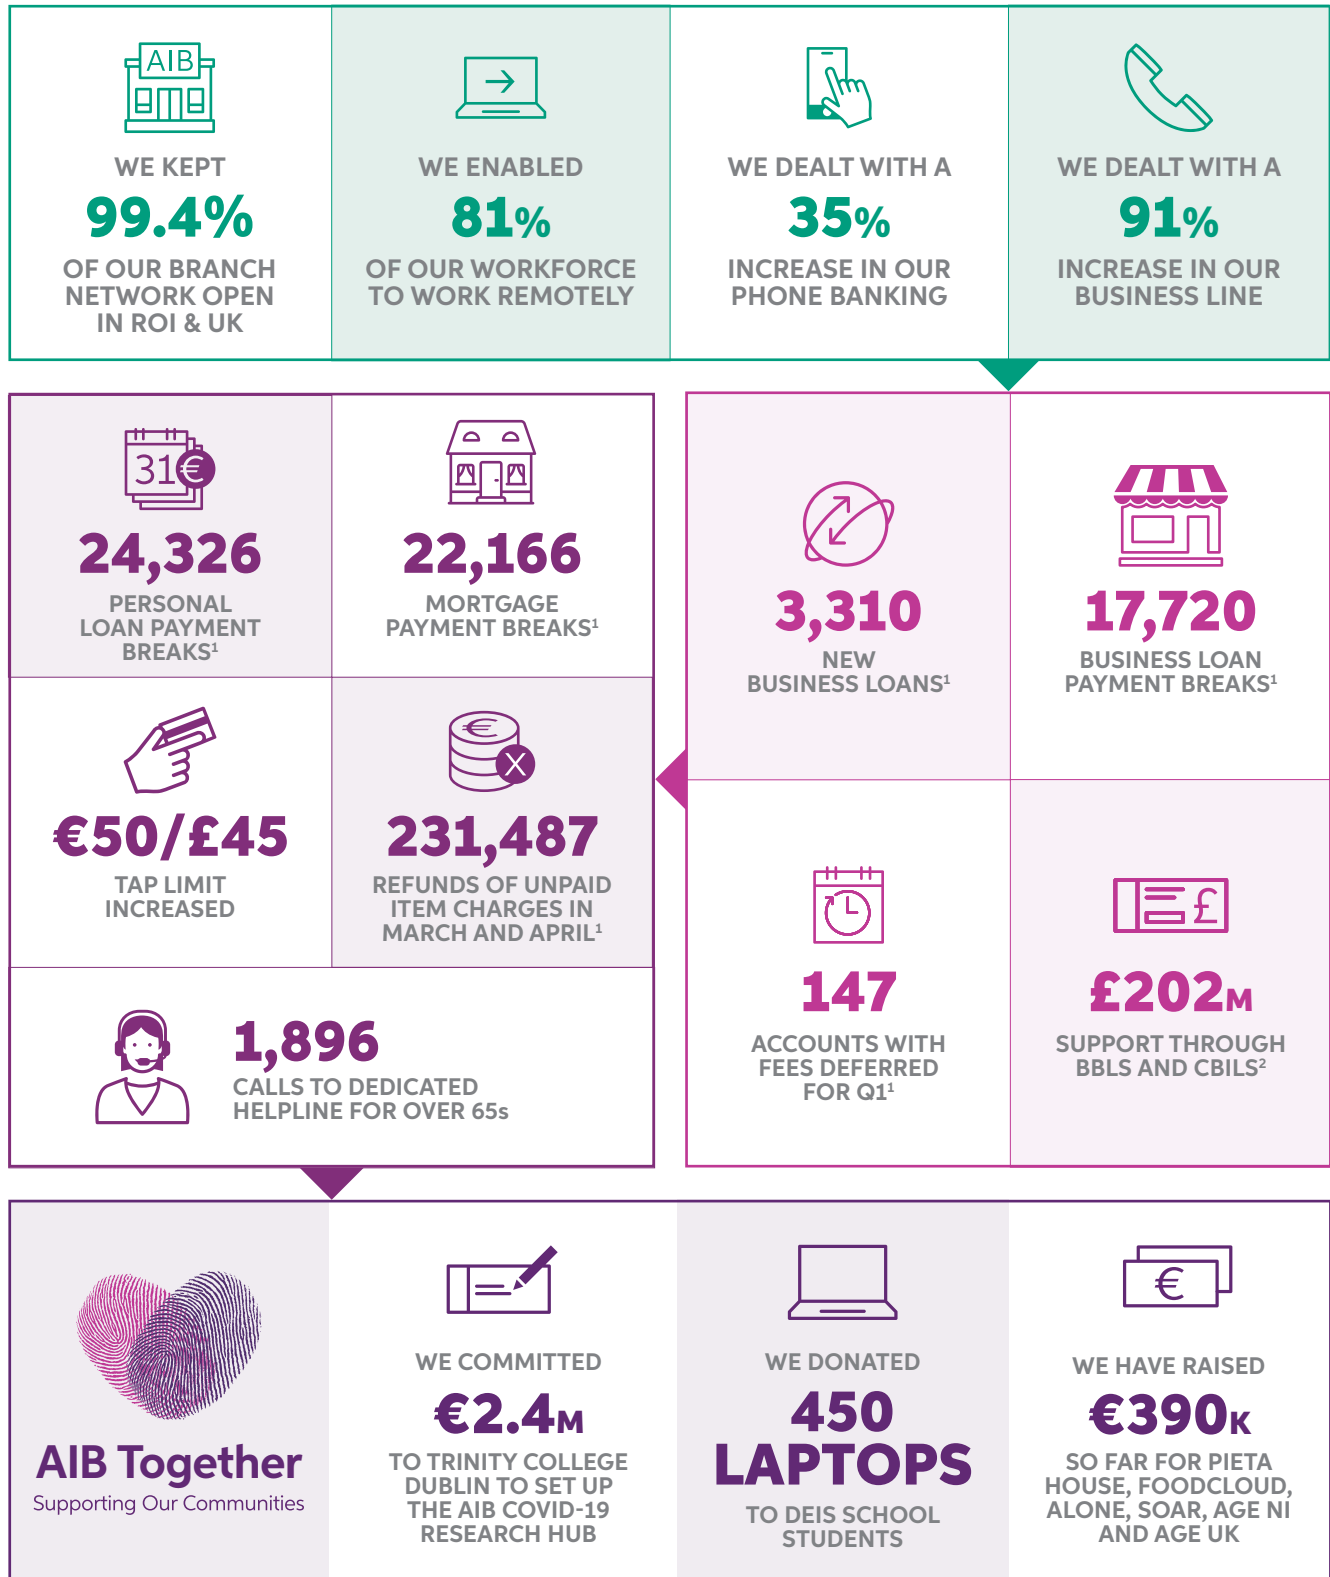 AIB
WE KEPT
99.4%
OF OUR BRANCH
NETWORK OPEN
IN ROI & UK
WE ENABLED
81%
OF OUR WORKFORCE
TO WORK REMOTELY
WE DEALT WITH A
35%
INCREASE IN OUR
PHONE BANKING
WE DEALT WITH A
91%
INCREASE IN OUR
BUSINESS LINE
31€
24,326
PERSONAL
LOAN PAYMENT
BREAKS¹
22,166
MORTGAGE
PAYMENT BREAKS¹
€50/£45
TAP LIMIT
INCREASED
€
X
231,487
REFUNDS OF UNPAID
ITEM CHARGES IN
MARCH AND APRIL¹
1,896
CALLS TO DEDICATED
HELPLINE FOR OVER 65s
3,310
NEW
BUSINESS LOANS¹
17,720
BUSINESS LOAN
PAYMENT BREAKS¹
147
ACCOUNTS WITH
FEES DEFERRED
FOR Q1¹
£
£202M
SUPPORT THROUGH
BBLS AND CBILS²
AIB Together
Supporting Our Communities
WE COMMITTED
€2.4M
TO TRINITY COLLEGE
DUBLIN TO SET UP
THE AIB COVID-19
RESEARCH HUB
WE DONATED
450
LAPTOPS
TO DEIS SCHOOL
STUDENTS
€
WE HAVE RAISED
€390K
SO FAR FOR PIETA
HOUSE, FOODCLOUD,
ALONE, SOAR, AGE NI
AND AGE UK